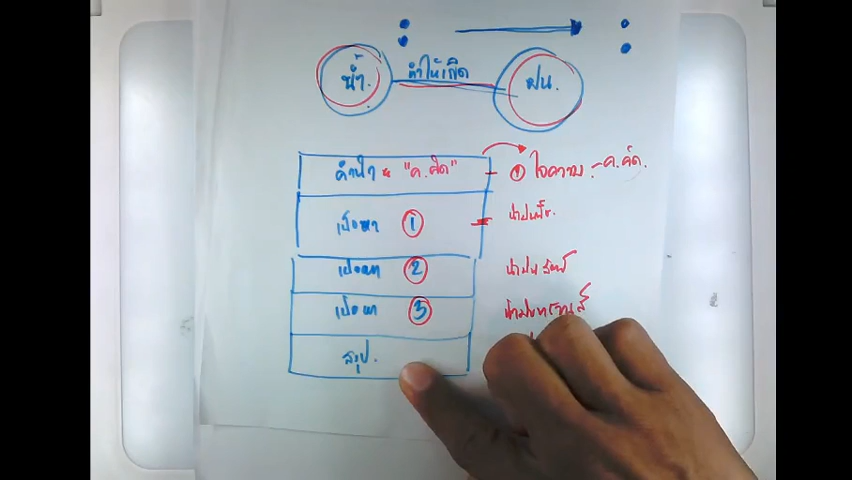 น้ำ. ทำให้เกิด ฝน.
คำนำ "ค.คิด" ① ใจความ :- ค.คิด.
เนื้อหา ①
เนื้อหา ②
เนื้อหา ③
สรุป.